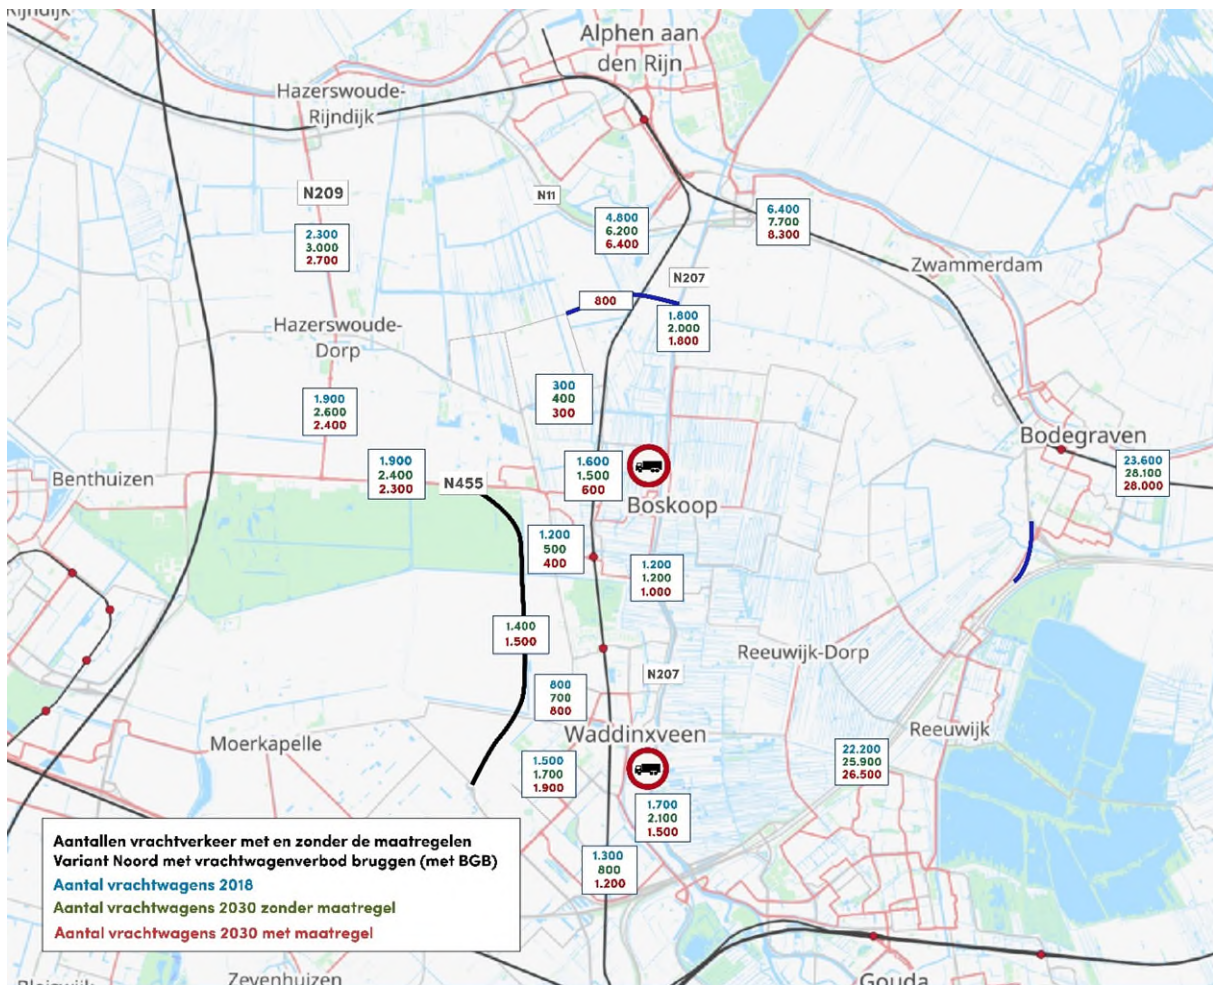 Rijndijk
Alphen aan
den Rijn
Hazerswoude-
Rijndijk
N209
N11
4.800
6.200
6.400
6.400
7.700
8.300
2.300
3.000
2.700
Zwammerdam
N207
800
1.800
2.000
1.800
Hazerswoude-
Dorp
300
400
300
1.900
2.600
2.400
Bodegraven
1.900
2.400
2.300
1.600
1.500
600
23.600
28.100
28.000
Benthuizen
N455
Boskoop
1.200
500
400
1.200
1.200
1.000
1.400
1.500
Reeuwijk-Dorp
N207
800
700
800
Waddinxveen
Reeuwijk
Moerkapelle
22.200
25.900
26.500
1.500
1.700
1.900
1.700
2.100
1.500
1.300
800
1.200
Aantallen vrachtverkeer met en zonder de maatregelen
Variant Noord met vrachtwagenverbod bruggen (met BGB)
Aantal vrachtwagens 2018
Aantal vrachtwagens 2030 zonder maatregel
Aantal vrachtwagens 2030 met maatregel
Zevenhuizen
Gouda